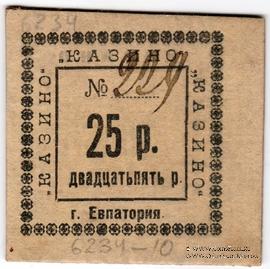 6234
„КАЗИНО"
„КАЗИНО"
„КАЗИНО"
№ 229
25 р.
двадцатьпять р.
г. Евпатория.
6234-10